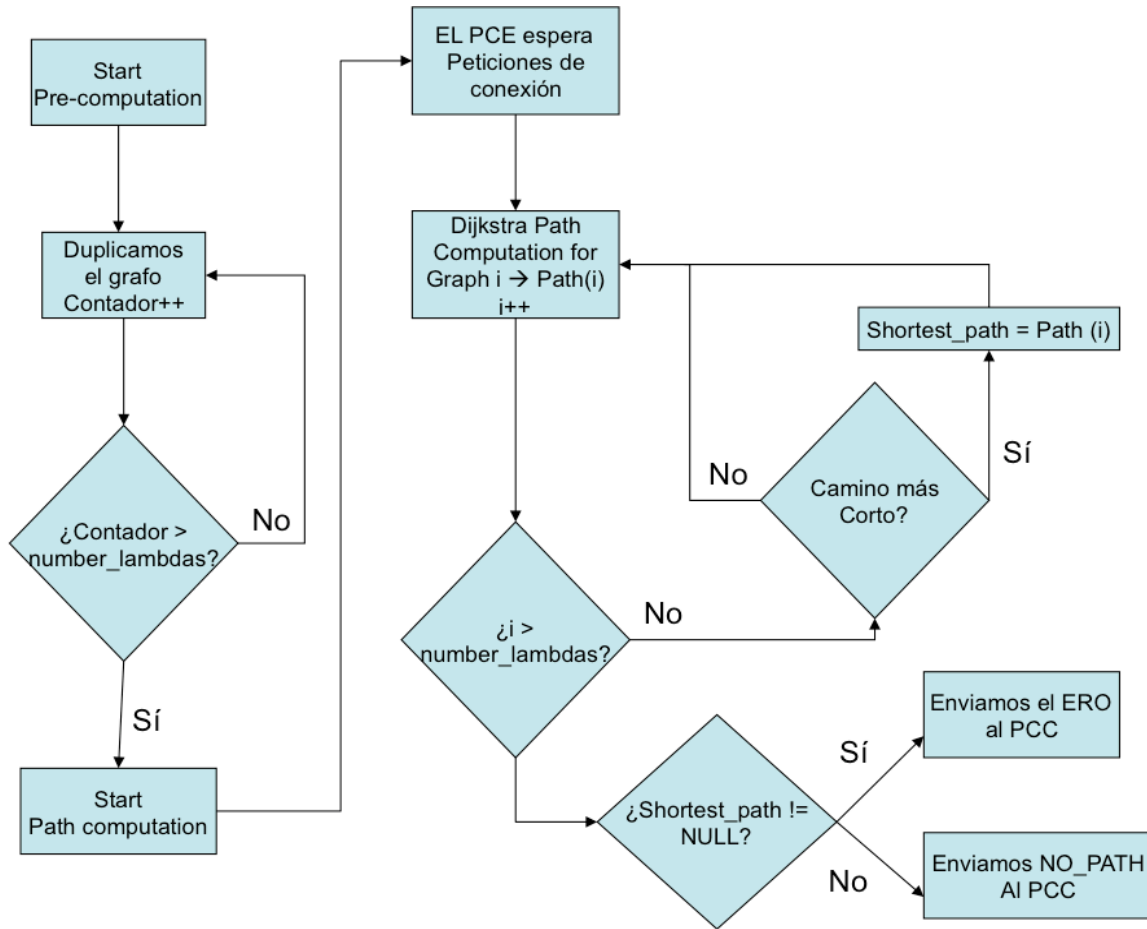 Start
Pre-computation
Duplicamos
el grafo
Contador++
¿Contador >
number_lambdas?
No
Sí
Start
Path computation
EL PCE espera
Peticiones de
conexión
Dijkstra Path
Computation for
Graph i → Path(i)
i++
Shortest_path = Path (i)
Camino más
Corto?
No
Sí
¿i >
number_lambdas?
No
¿Shortest_path !=
NULL?
Sí
No
Enviamos el ERO
al PCC
Enviamos NO_PATH
Al PCC